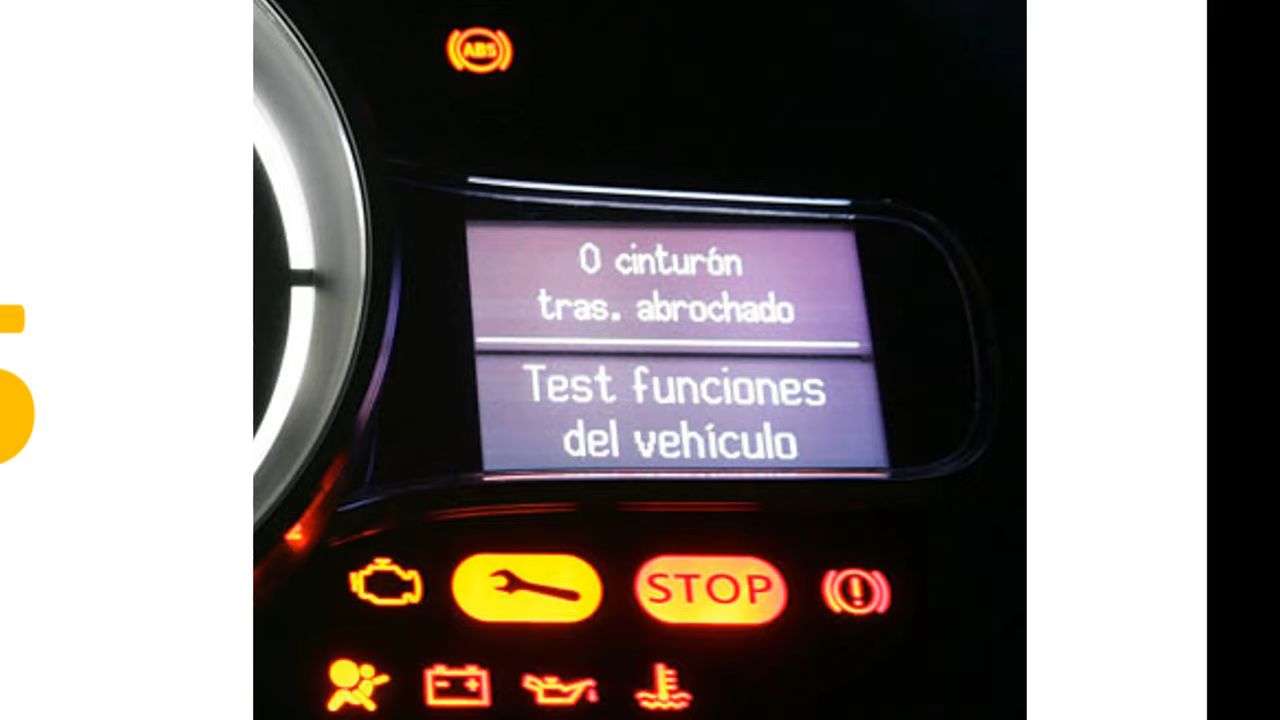 ABS
0 cinturón
tras. abrochado
Test funciones
del vehículo
STOP